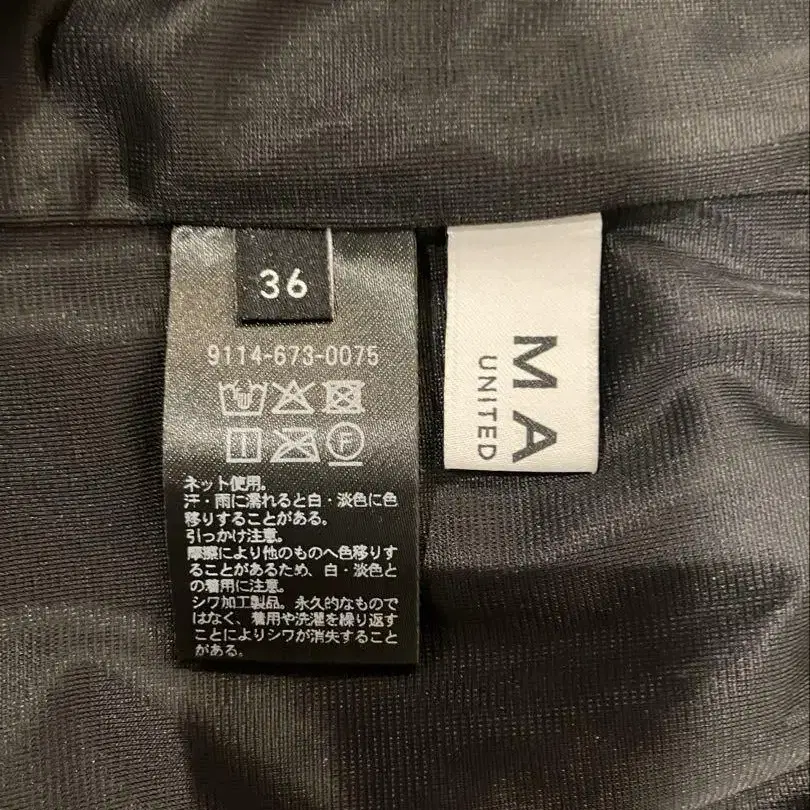 36
9114-673-0075
F
ネット使用。
汗・雨に濡れると白・淡色に色
移りすることがある。
引っかけ注意。
摩擦により他のものへ色移りす
ることがあるため、白・淡色と
の着用に注意。
シワ加工製品。永久的なもので
はなく、着用や洗濯を繰り返す
ことによりシワが消失すること
がある。
MA
UNITED